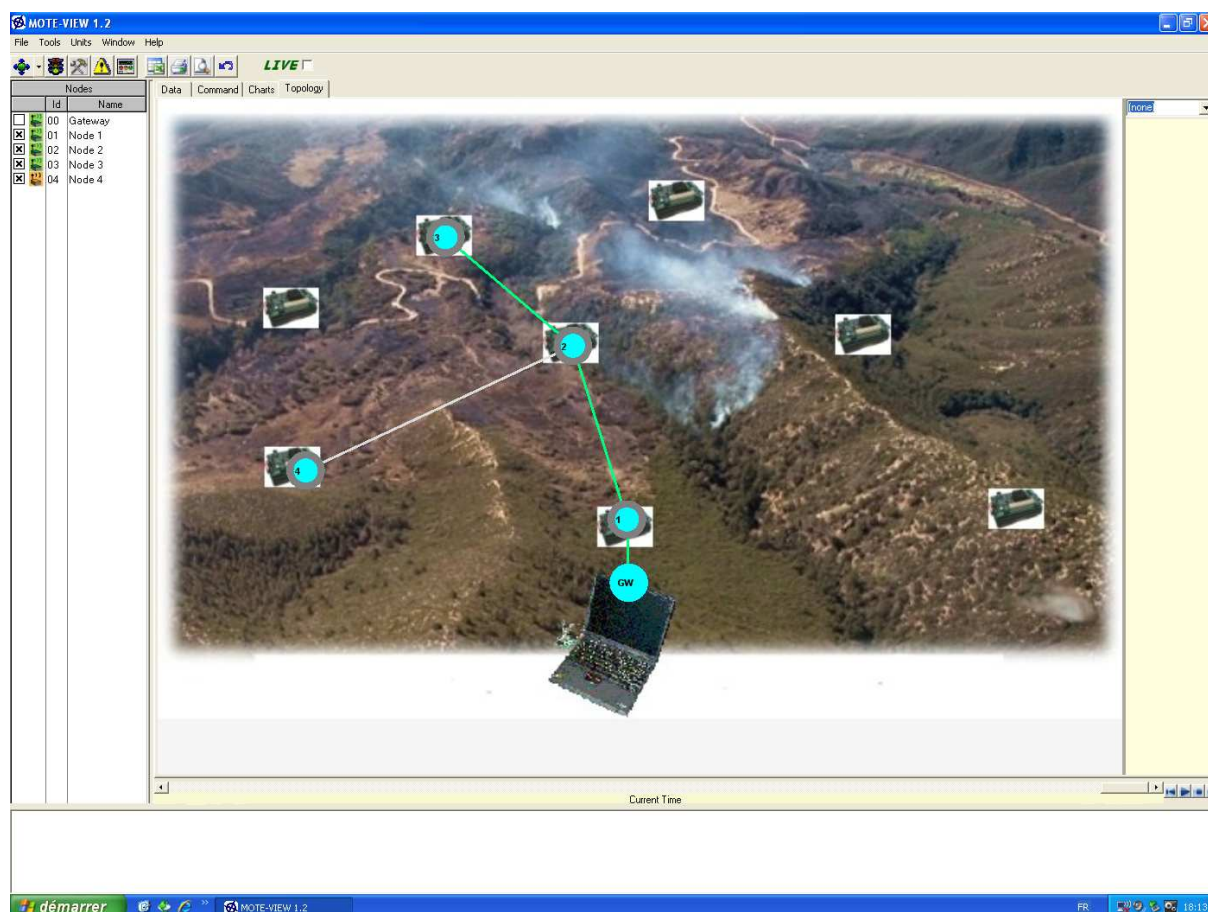 MOTE-VIEW 1.2
File Tools Units Window Help
LIVE
Nodes
Id Name
00 Gateway
01 Node 1
02 Node 2
03 Node 3
04 Node 4
Data Command Charts Topology
[none]
3
2
4
1
GW
Current Time
démarrer
MOTE-VIEW 1.2
FR
18:13